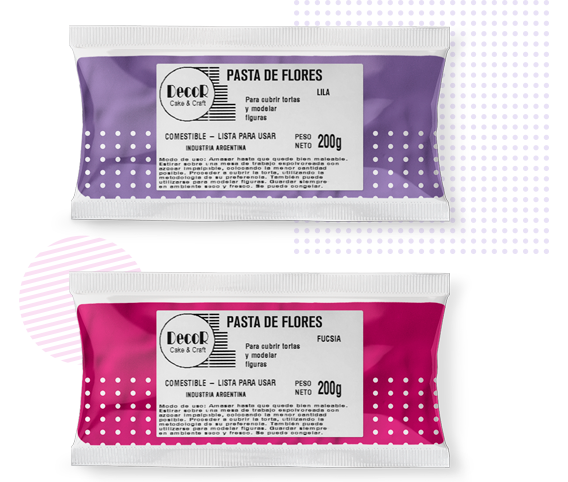 PASTA DE FLORES
LILA
DecoR
Cake & Craft
Para cubrir tortas
y modelar
figuras
COMESTIBLE – LISTA PARA USAR
INDUSTRIA ARGENTINA
PESO
NETO 200g
Modo de uso: Amasar hasta que quede bien maleable.
Estirar sobre una mesa de trabajo espolvoreada con
azúcar impalpible, colocando la menor cantidad
posible. Proceder a cubrir la torta, utilizando la
metodología de su preferencia. También puede
utilizarse para modelar figuras. Guardar siempre
en ambiente seco y fresco. Se puede congelar.
PASTA DE FLORES
FUCSIA
DecoR
Cake & Craft
Para cubrir tortas
y modelar
figuras
COMESTIBLE – LISTA PARA USAR
INDUSTRIA ARGENTINA
PESO
NETO 200g
Modo de uso: Amasar hasta que quede bien maleable.
Estirar sobre una mesa de trabajo espolvoreada con
azúcar impalpible, colocando la menor cantidad
posible. Proceder a cubrir la torta, utilizando la
metodología de su preferencia. También puede
utilizarse para modelar figuras. Guardar siempre
en ambiente seco y fresco. Se puede congelar.